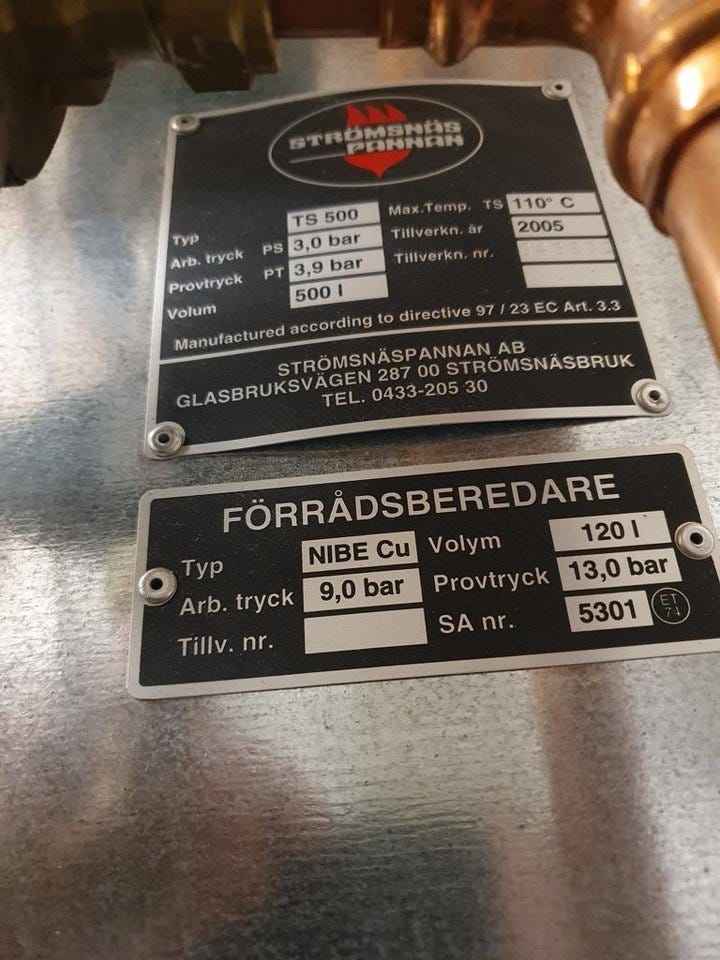 STRÖMSNÄS
PANNAN
Typ TS 500 Max.Temp. TS 110° C
Arb. tryck PS 3,0 bar Tillverkn. år 2005
Provtryck PT 3,9 bar Tillverkn. nr.
Volum 500 l
Manufactured according to directive 97 / 23 EC Art. 3.3
STRÖMSNÄSPANNAN AB
GLASBRUKSVÄGEN 287 00 STRÖMSNÄSBRUK
TEL. 0433-205 30
FÖRRÅDSBEREDARE
Typ NIBE Cu Volym 120 l
Arb. tryck 9,0 bar Provtryck 13,0 bar
Tillv. nr. SA nr. 5301 ET 74